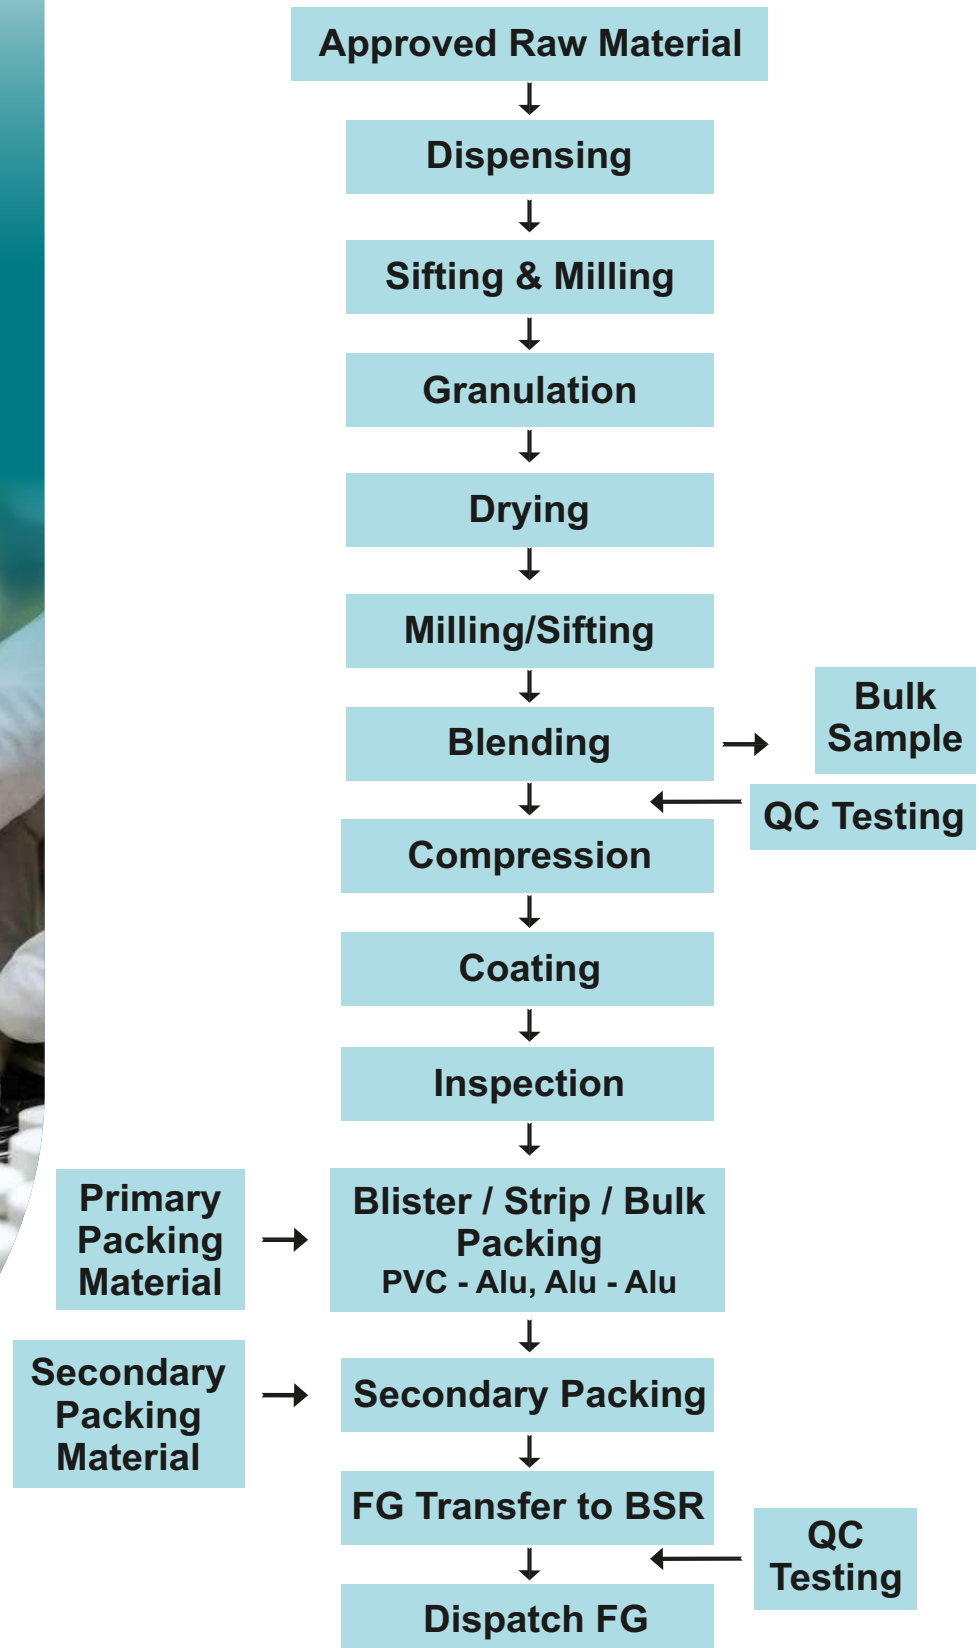 Approved Raw Material
Dispensing
Sifting & Milling
Granulation
Drying
Milling/Sifting
Blending
Bulk
Sample
QC Testing
Compression
Coating
Inspection
Primary
Packing
Material
Blister / Strip / Bulk
Packing
PVC - Alu, Alu - Alu
Secondary
Packing
Material
Secondary Packing
FG Transfer to BSR
QC
Testing
Dispatch FG